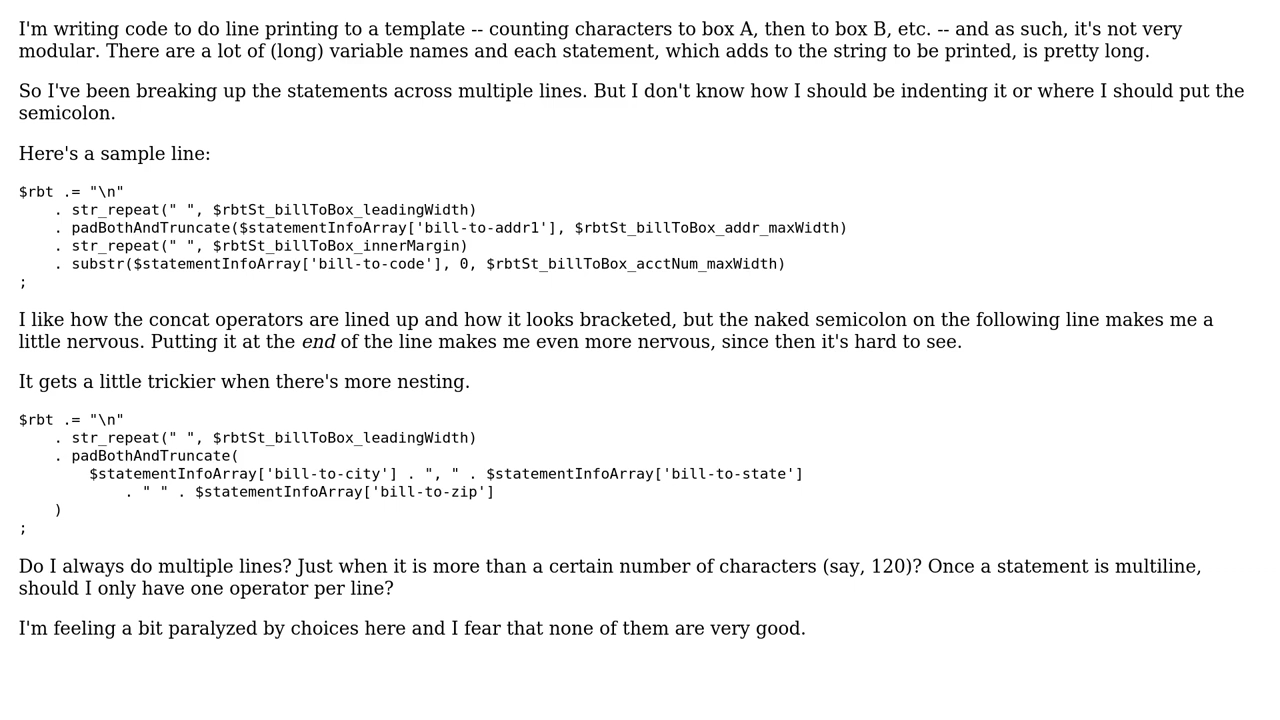 I'm writing code to do line printing to a template -- counting characters to box A, then to box B, etc. -- and as such, it's not very
modular. There are a lot of (long) variable names and each statement, which adds to the string to be printed, is pretty long.
So I've been breaking up the statements across multiple lines. But I don't know how I should be indenting it or where I should put the
semicolon.
Here's a sample line:
$rbt .= "\n"
    . str_repeat(" ", $rbtSt_billToBox_leadingWidth)
    . padBothAndTruncate($statementInfoArray['bill-to-addr1'], $rbtSt_billToBox_addr_maxWidth)
    . str_repeat(" ", $rbtSt_billToBox_innerMargin)
    . substr($statementInfoArray['bill-to-code'], 0, $rbtSt_billToBox_acctNum_maxWidth)
;
I like how the concat operators are lined up and how it looks bracketed, but the naked semicolon on the following line makes me a
little nervous. Putting it at the end of the line makes me even more nervous, since then it's hard to see.
It gets a little trickier when there's more nesting.
$rbt .= "\n"
    . str_repeat(" ", $rbtSt_billToBox_leadingWidth)
    . padBothAndTruncate(
        $statementInfoArray['bill-to-city'] . ", " . $statementInfoArray['bill-to-state']
            . " " . $statementInfoArray['bill-to-zip']
    )
;
Do I always do multiple lines? Just when it is more than a certain number of characters (say, 120)? Once a statement is multiline,
should I only have one operator per line?
I'm feeling a bit paralyzed by choices here and I fear that none of them are very good.